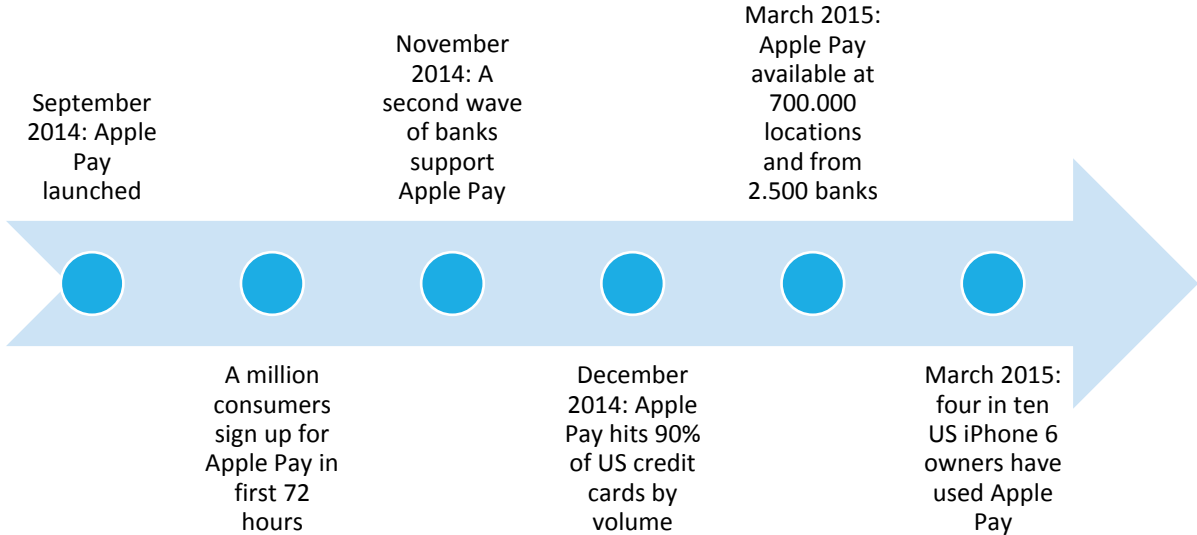 September
2014: Apple
Pay
launched
A million
consumers
sign up for
Apple Pay in
first 72
hours
November
2014: A
second wave
of banks
support
Apple Pay
December
2014: Apple
Pay hits 90%
of US credit
cards by
volume
March 2015:
Apple Pay
available at
700.000
locations
and from
2.500 banks
March 2015:
four in ten
US iPhone 6
owners have
used Apple
Pay